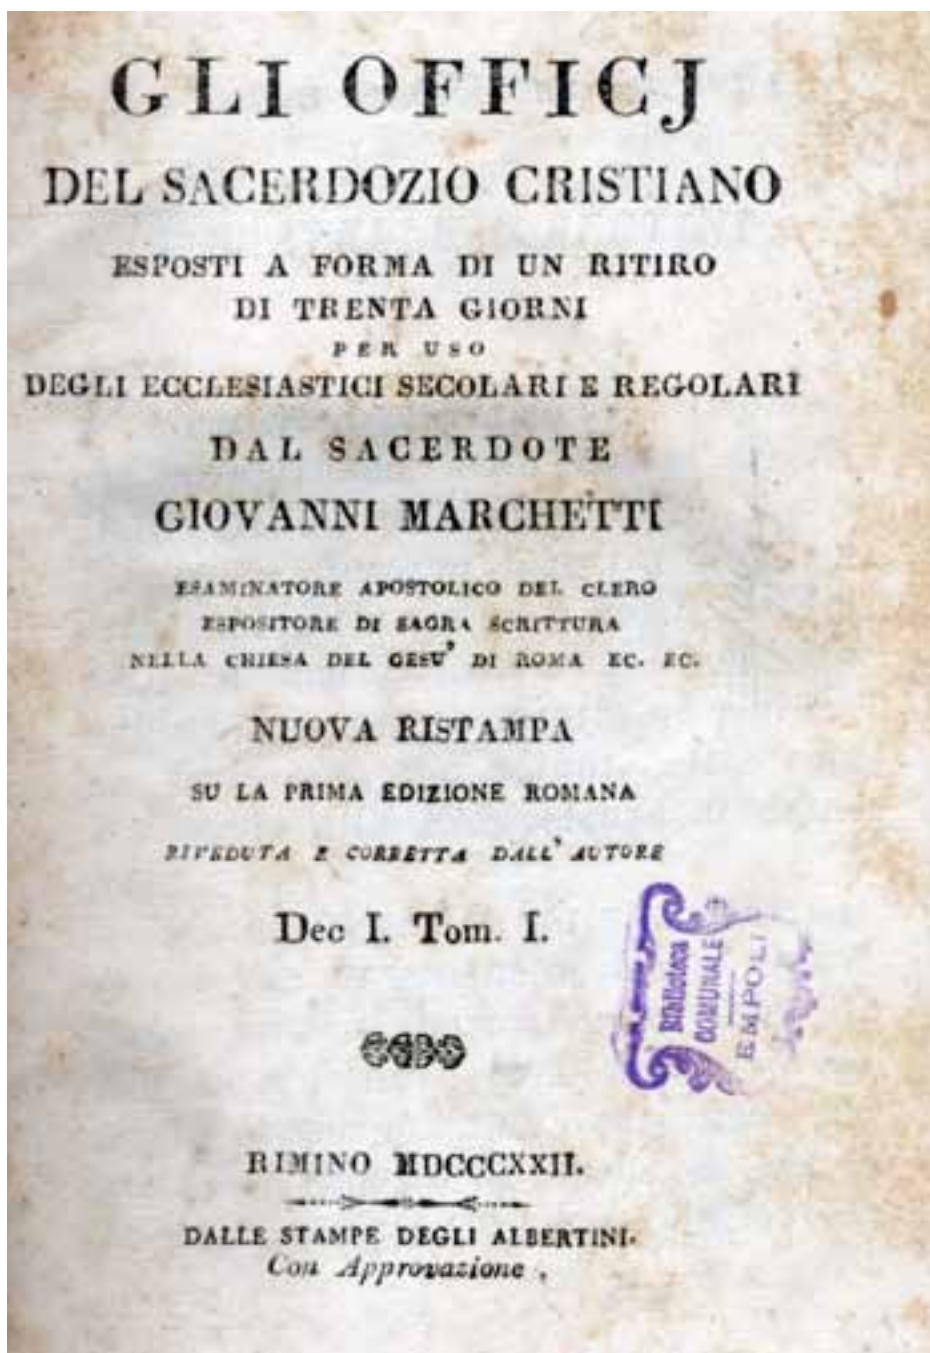 GLI OFFICJ
DEL SACERDOZIO CRISTIANO
ESPOSTI A FORMA DI UN RITIRO
DI TRENTA GIORNI
PER USO
DEGLI ECCLESIASTICI SECOLARI E REGOLARI
DAL SACERDOTE
GIOVANNI MARCHETTI
ESAMINATORE APOSTOLICO DEL CLERO
ESPOSITORE DI SAGRA SCRITTURA
NELLA CHIESA DEL GESU' DI ROMA EC. EC.
NUOVA RISTAMPA
SU LA PRIMA EDIZIONE ROMANA
RIVEDUTA E CORRETTA DALL' AUTORE
Dec I. Tom. I.
Biblioteca
COMUNALE
EMPOLI
RIMINO MDCCCXXII.
DALLE STAMPE DEGLI ALBERTINI.
Con Approvazione.